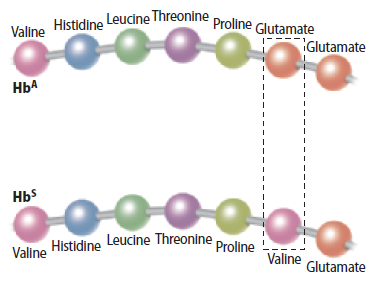 Valine Histidine Leucine Threonine Proline Glutamate Glutamate
HbA
HbS
Valine Histidine Leucine Threonine Proline Valine Glutamate